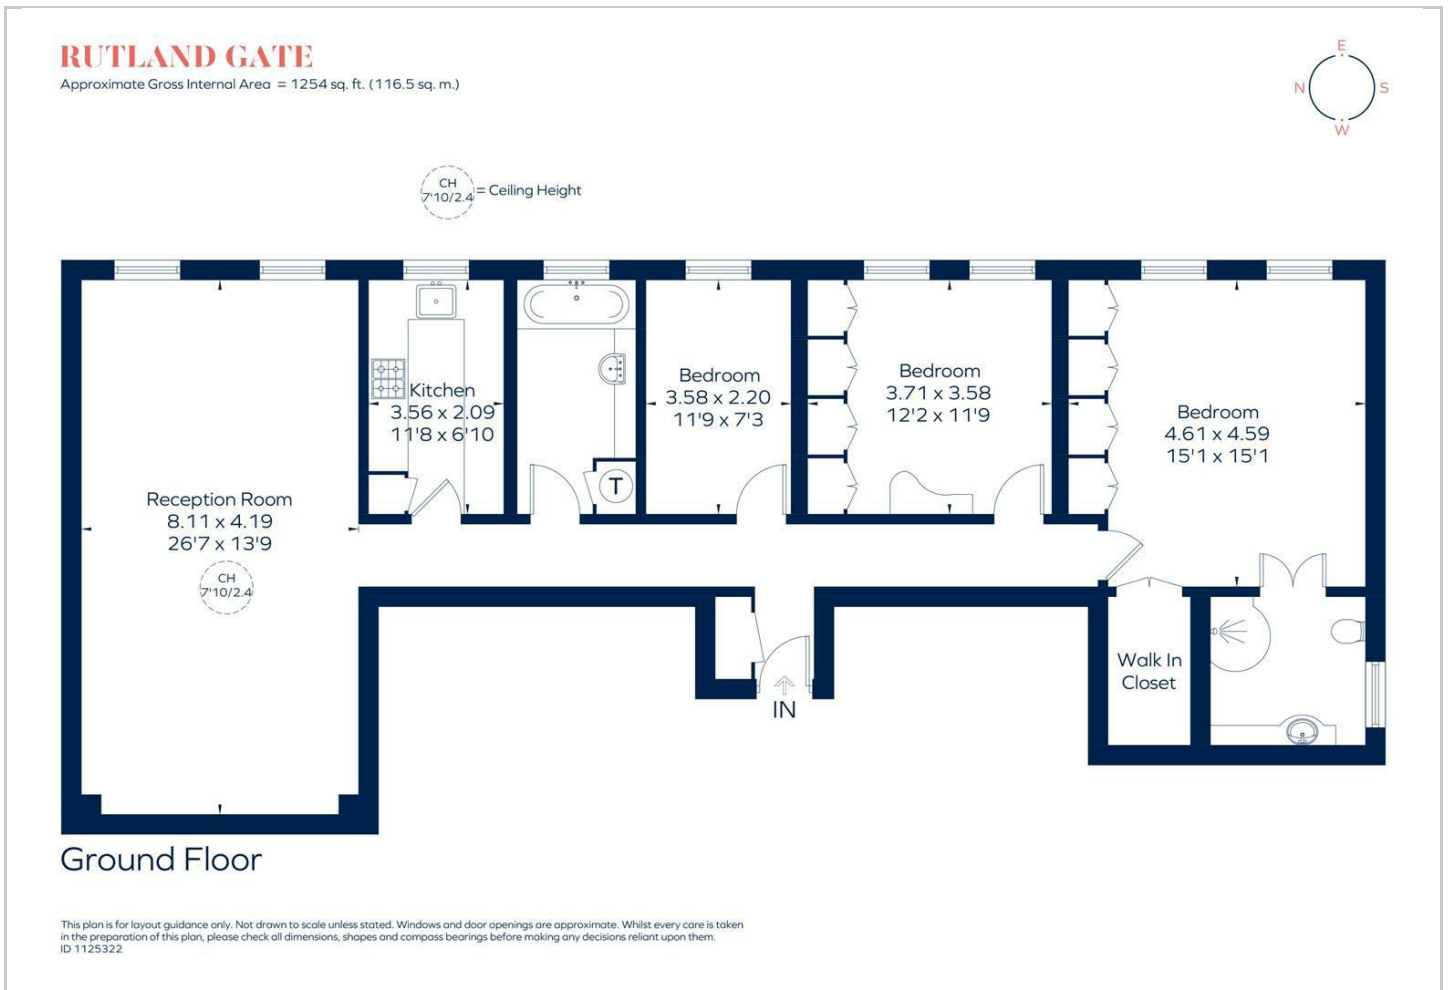 RUTLAND GATE
Approximate Gross Internal Area = 1254 sq. ft. (116.5 sq. m.)
E
N
S
W
CH
7'10/2.4
= Ceiling Height
Kitchen
3.56 x 2.09
11'8 x 6'10
Bedroom
3.58 x 2.20
11'9 x 7'3
Bedroom
3.71 x 3.58
12'2 x 11'9
Bedroom
4.61 x 4.59
15'1 x 15'1
T
Reception Room
8.11 x 4.19
26'7 x 13'9
CH
7'10/2.4
Walk In
Closet
IN
Ground Floor
This plan is for layout guidance only. Not drawn to scale unless stated. Windows and door openings are approximate. Whilst every care is taken
in the preparation of this plan, please check all dimensions, shapes and compass bearings before making any decisions reliant upon them.
ID 1125322